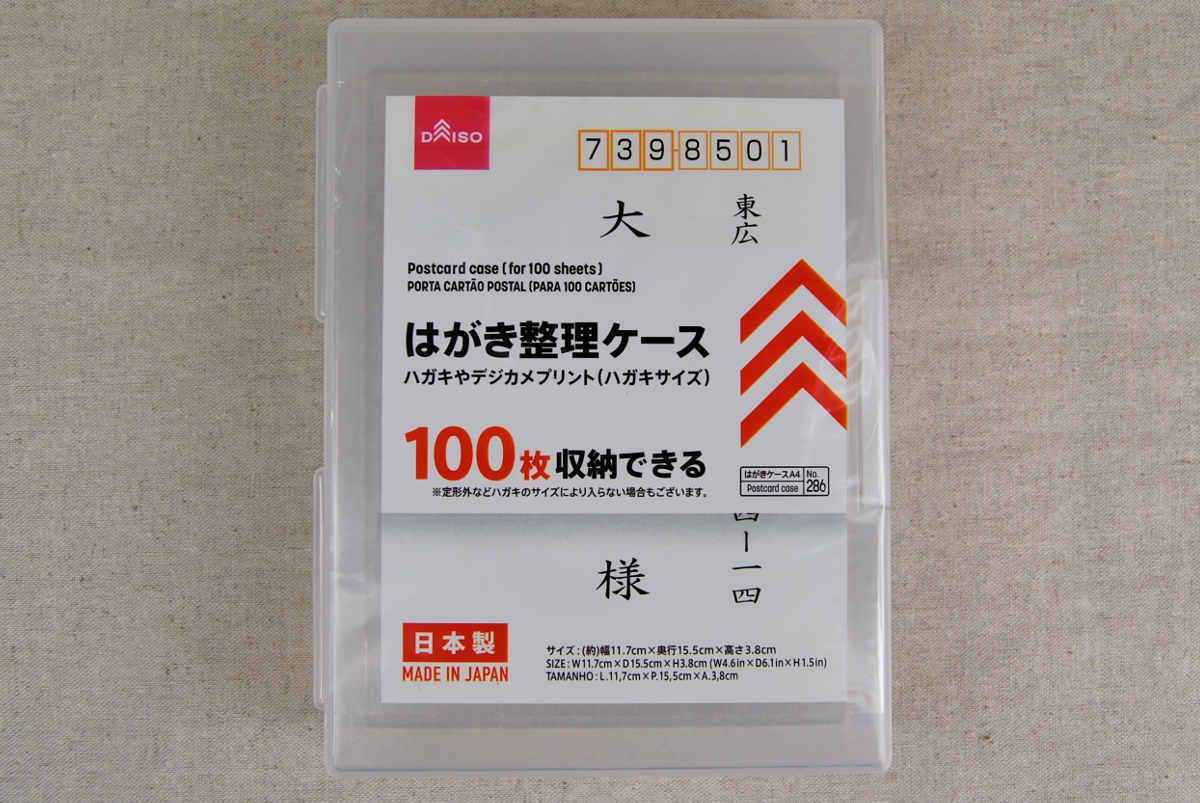 DAISO
7398501
東広
大
Postcard case (for 100 sheets)
PORTA CARTÃO POSTAL (PARA 100 CARTÕES)
はがき整理ケース
ハガキやデジカメプリント(ハガキサイズ)
100枚収納できる
※定形外などハガキのサイズにより入らない場合もございます。
はがきケースA4
Postcard case
No.
286
四ー一四
様
日本製
MADE IN JAPAN
サイズ:(約)幅11.7cm×奥行15.5cm×高さ3.8cm
SIZE:W11.7cm×D15.5cm×H3.8cm (W4.6in×D6.1in×H1.5in)
TAMANHO:L.11,7cm×P.15,5cm×A.3,8cm